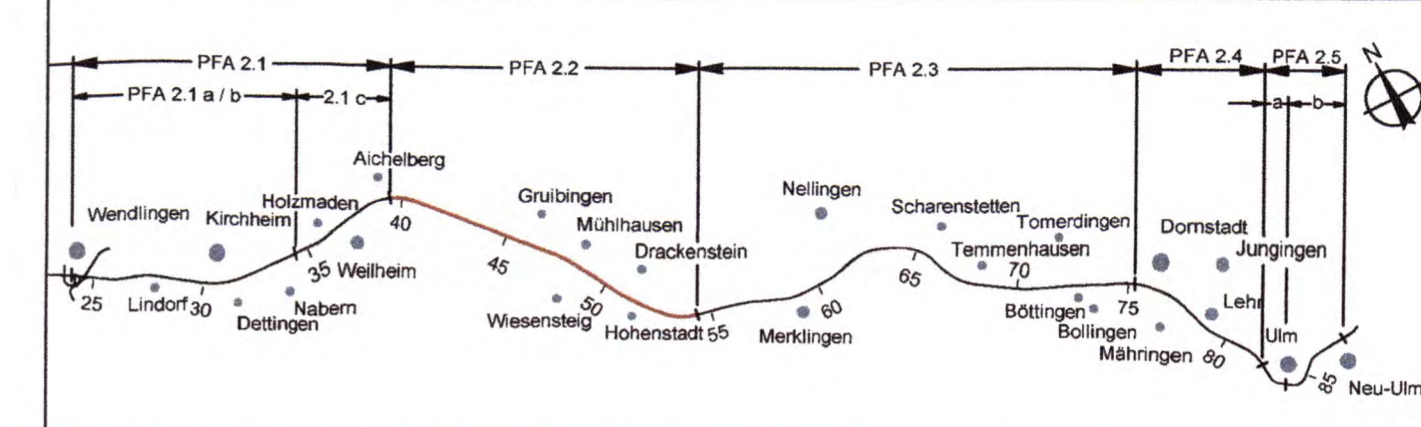 PFA 2.1
PFA 2.2
PFA 2.3
PFA 2.4
PFA 2.5
N
PFA 2.1 a / b
2.1 c
a
b
Aichelberg
Wendlingen
Kirchheim
Holzmaden
40
Gruibingen
Mühlhausen
Drackenstein
Nellingen
Scharenstetten
Tomerdingen
Dornstadt
Jungingen
25
Lindorf
30
Dettingen
Nabern
35
Weilheim
45
Wiesensteig
50
Hohenstadt
55
Merklingen
60
65
Temmenhausen
70
Böttingen
Bollingen
75
Mähringen
Lehr
80
Ulm
85
Neu-Ulm